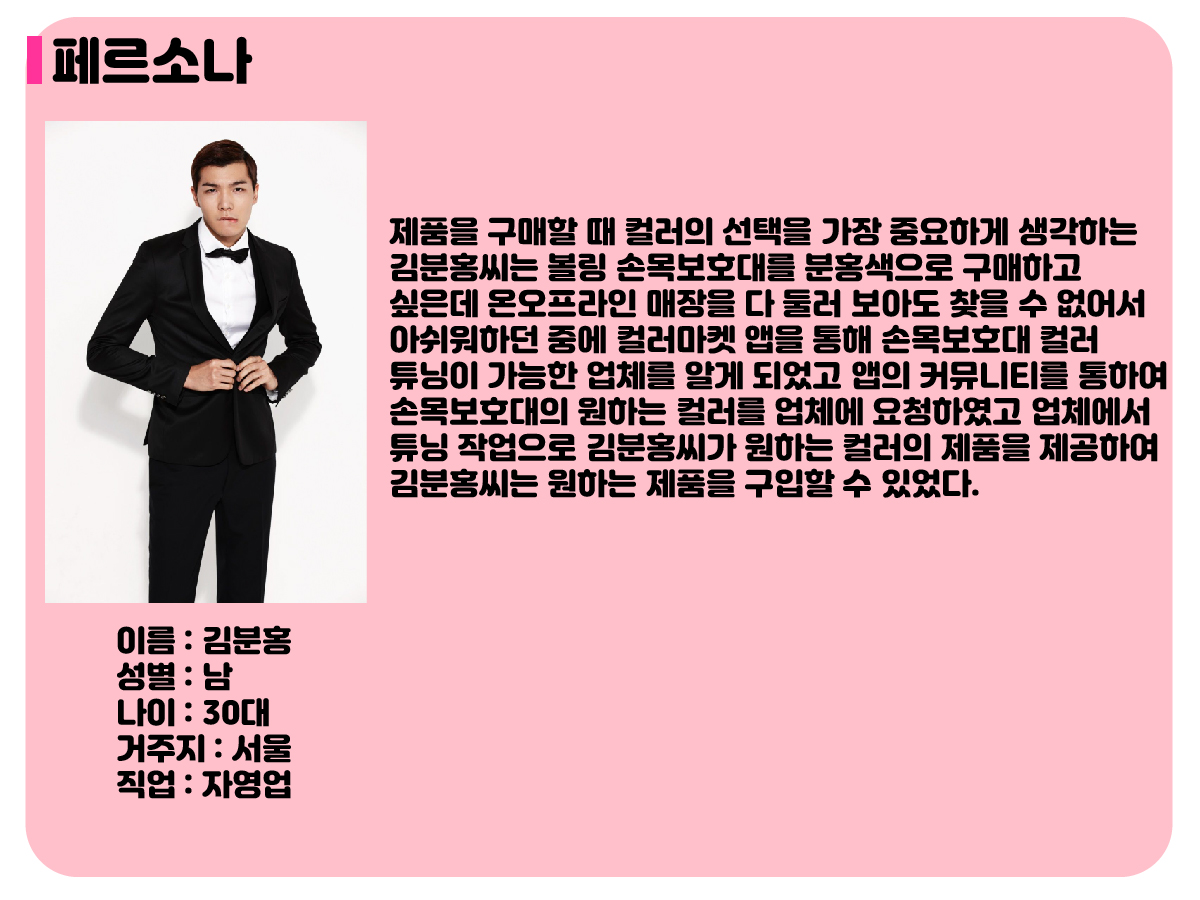 페르소나
제품을 구매할 때 컬러의 선택을 가장 중요하게 생각하는
김분홍씨는 볼링 손목보호대를 분홍색으로 구매하고
싶은데 온오프라인 매장을 다 둘러 보아도 찾을 수 없어서
아쉬워하던 중에 컬러마켓 앱을 통해 손목보호대 컬러
튜닝이 가능한 업체를 알게 되었고 앱의 커뮤니티를 통하여
손목보호대의 원하는 컬러를 업체에 요청하였고 업체에서
튜닝 작업으로 김분홍씨가 원하는 컬러의 제품을 제공하여
김분홍씨는 원하는 제품을 구입할 수 있었다.
이름 : 김분홍
성별 : 남
나이 : 30대
거주지 : 서울
직업 : 자영업